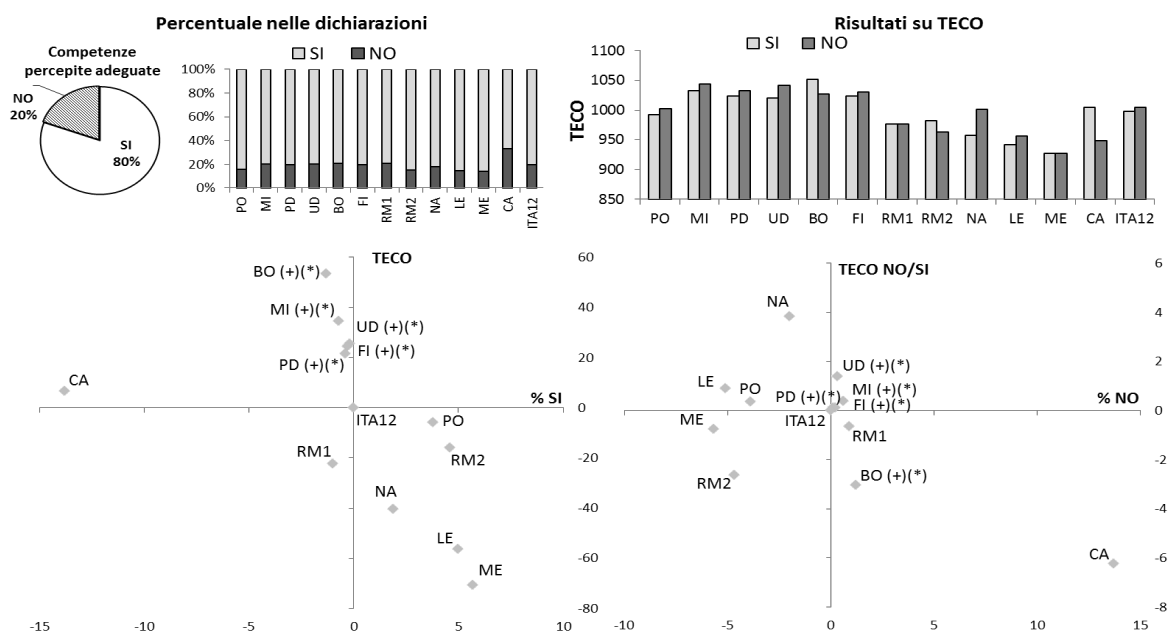 Percentuale nelle dichiarazioni
Competenze
percepite adeguate
NO
20%
SI
80%
SI NO
100%
80%
60%
40%
20%
0%
PO MI PD UD BO FI RM1 RM2 NA LE ME CA ITA12
Risultati su TECO
SI NO
TECO
1100
1050
1000
950
900
850
PO MI PD UD BO FI RM1 RM2 NA LE ME CA ITA12
TECO
60
BO (+)(*)
40
MI (+)(*)
UD (+)(*)
FI (+)(*)
PD (+)(*)
20
CA
% SI
0
ITA12
PO
RM1
RM2
-20
NA
-40
LE
ME
-60
-80
-15 -10 -5 0 5 10
TECO NO/SI
6
NA
4
UD (+)(*)
2
LE
PO
PD (+)(*)
MI (+)(*)
FI (+)(*)
% NO
0
ME
ITA12
RM1
RM2
BO (+)(*)
-2
-4
CA
-6
-8
-10 -5 0 5 10 15